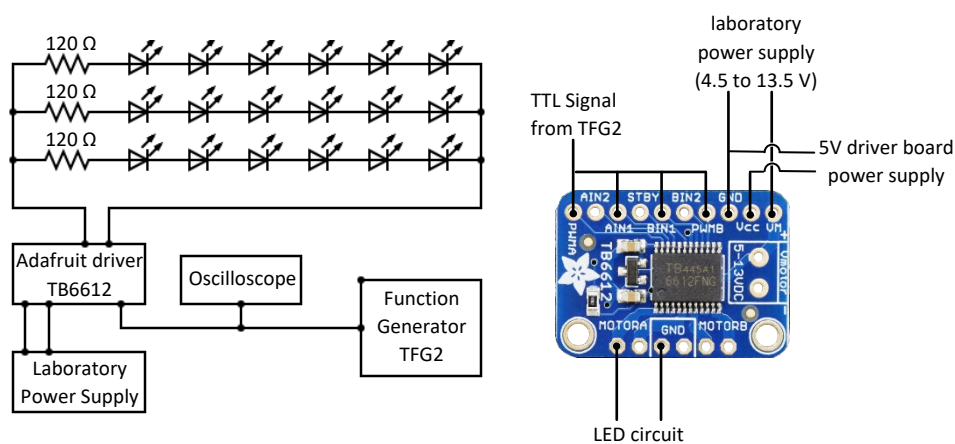 120 Ω
120 Ω
120 Ω
Adafruit driver
TB6612
Oscilloscope
Function
Generator
TFG2
Laboratory
Power Supply
laboratory
power supply
(4.5 to 13.5 V)
TTL Signal
from TFG2
5V driver board
power supply
AIN2 STBY BIN2 GND
PWMA AIN1 BIN1 PWMB Vcc VM
TB6612
TB445A1
6612FNG
+
Vmotor
5-13VDC
-
MOTORA GND MOTORB
LED circuit